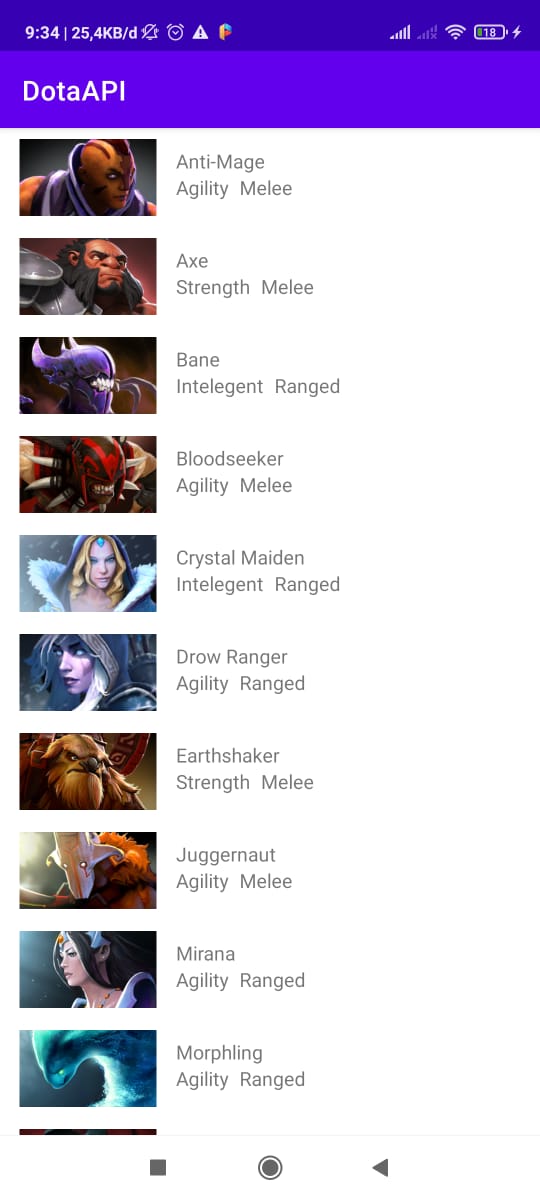 9:34 | 25,4KB/d
18
DotaAPI
Anti-Mage
Agility Melee
Axe
Strength Melee
Bane
Intelegent Ranged
Bloodseeker
Agility Melee
Crystal Maiden
Intelegent Ranged
Drow Ranger
Agility Ranged
Earthshaker
Strength Melee
Juggernaut
Agility Melee
Mirana
Agility Ranged
Morphling
Agility Ranged